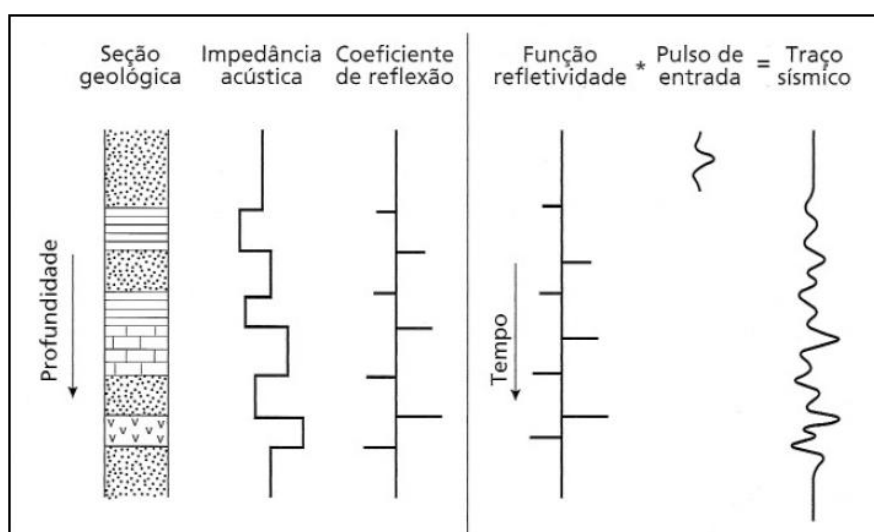 Seção
geológica
Impedância
acústica
Coeficiente
de reflexão
Função
refletividade
*
Pulso de
entrada
=
Traço
sísmico
Profundidade
Tempo